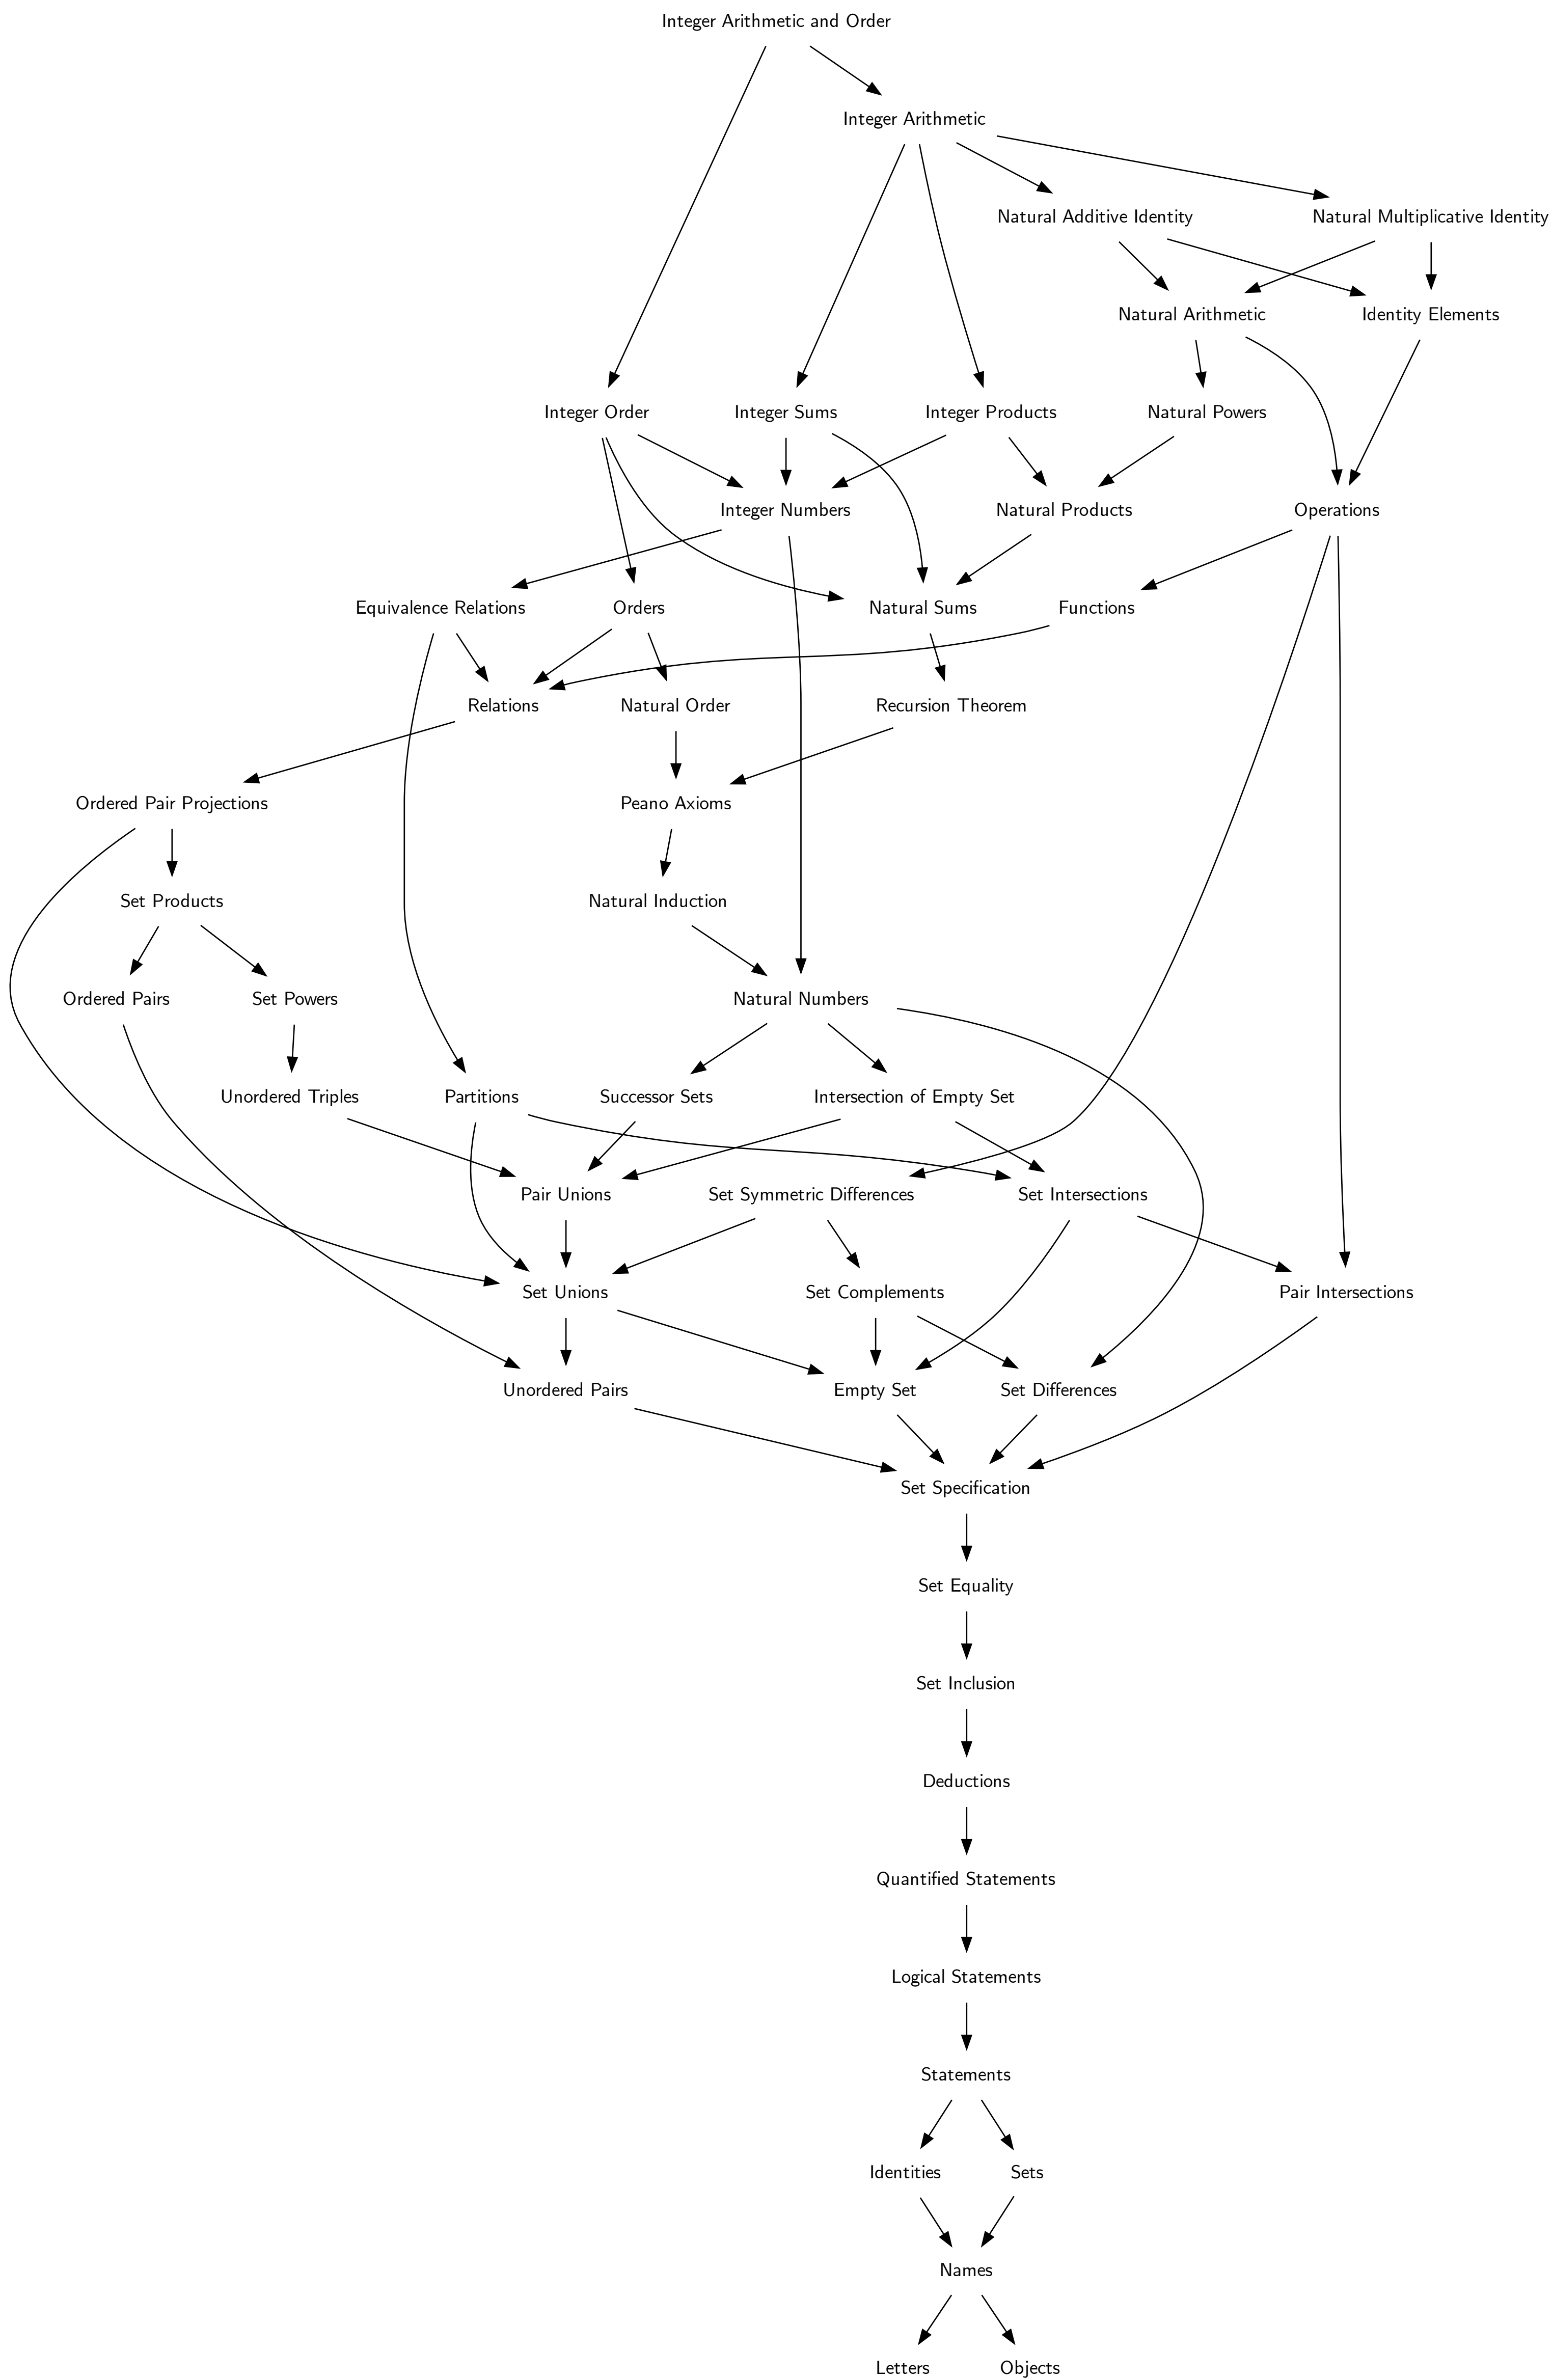 Integer Arithmetic and Order
Integer Arithmetic
Natural Additive Identity
Natural Multiplicative Identity
Natural Arithmetic
Identity Elements
Integer Order
Integer Sums
Integer Products
Natural Powers
Integer Numbers
Natural Products
Operations
Equivalence Relations
Orders
Natural Sums
Functions
Relations
Natural Order
Recursion Theorem
Ordered Pair Projections
Peano Axioms
Set Products
Natural Induction
Ordered Pairs
Set Powers
Natural Numbers
Unordered Triples
Partitions
Successor Sets
Intersection of Empty Set
Pair Unions
Set Symmetric Differences
Set Intersections
Set Unions
Set Complements
Pair Intersections
Unordered Pairs
Empty Set
Set Differences
Set Specification
Set Equality
Set Inclusion
Deductions
Quantified Statements
Logical Statements
Statements
Identities
Sets
Names
Letters
Objects